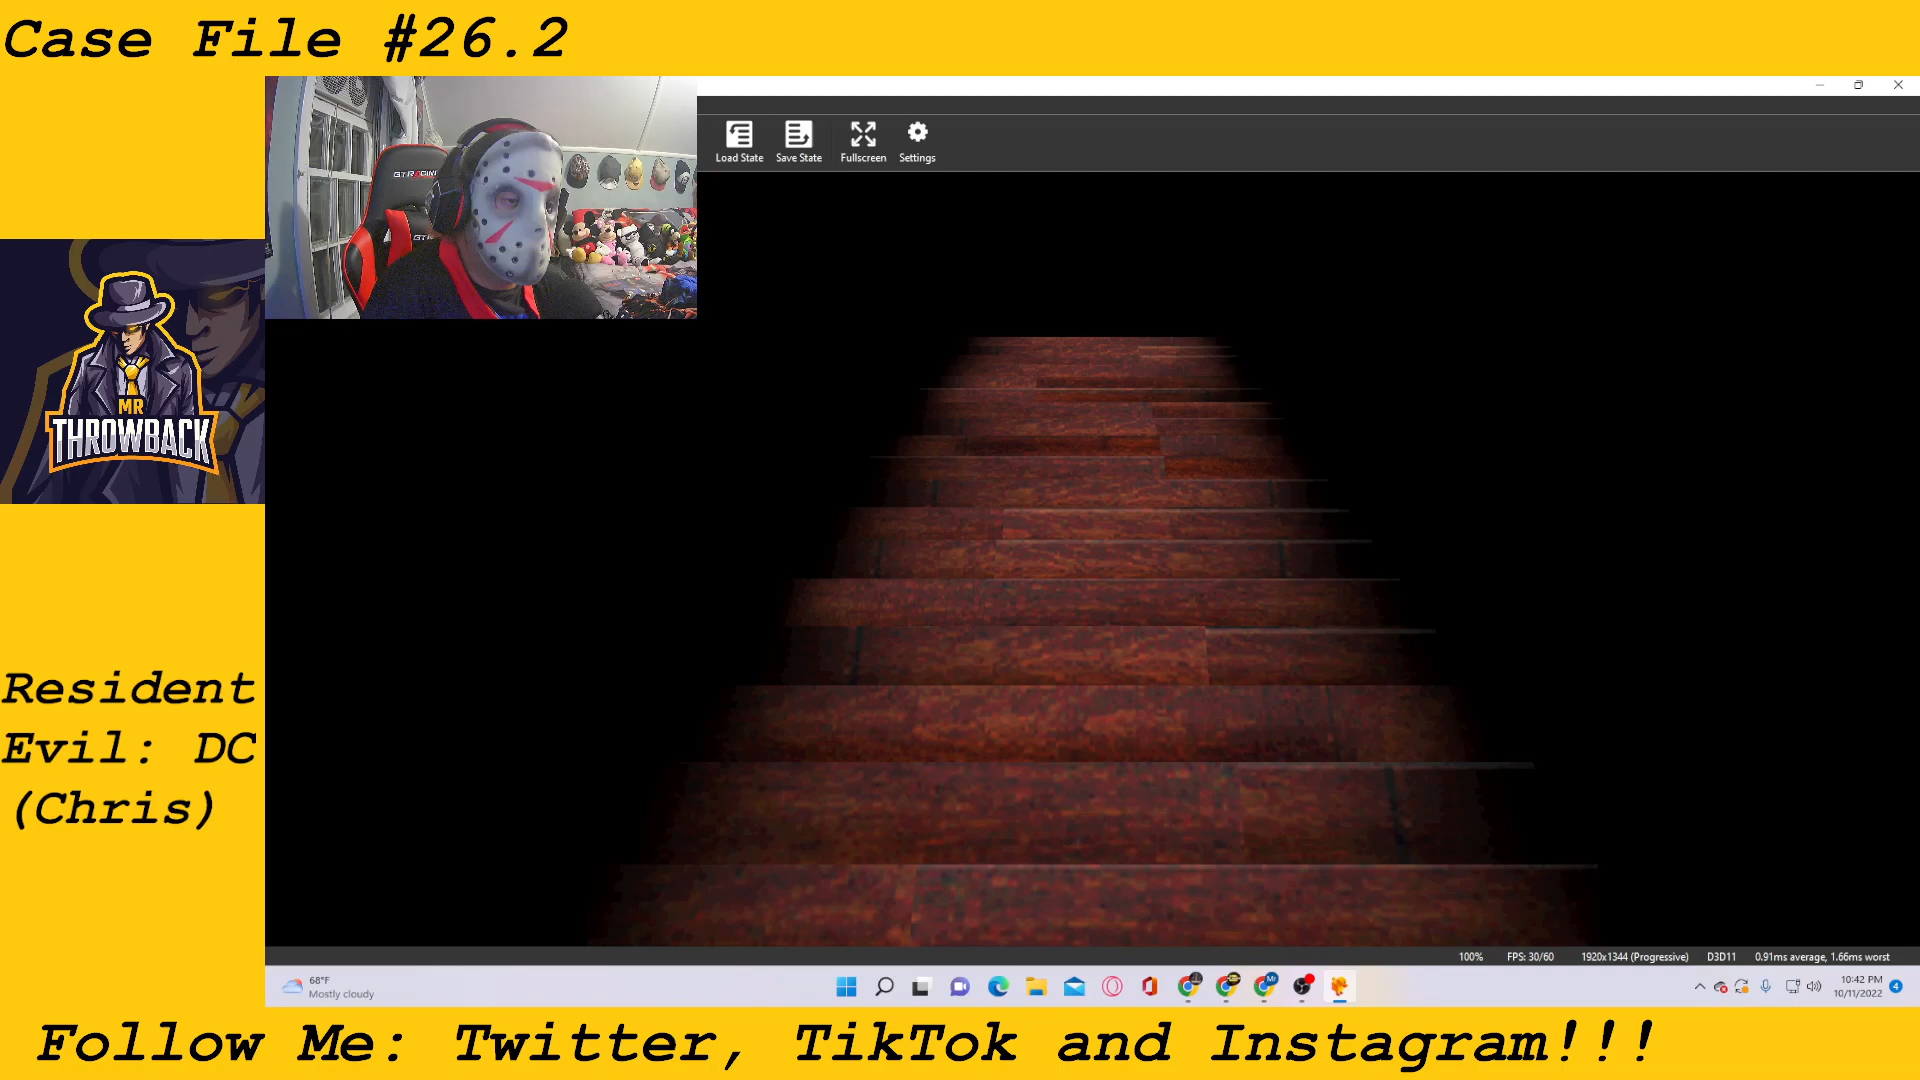 Case File #26.2
Load State
Save State
Fullscreen
Settings
GTRACING
MR
THROWBACK
Resident
Evil: DC
(Chris)
100%
FPS: 30/60
1920x1344 (Progressive)
D3D11
0.91ms average, 1.66ms worst
68°F
Mostly cloudy
10:42 PM
10/11/2022
4
Follow Me: Twitter, TikTok and Instagram!!!